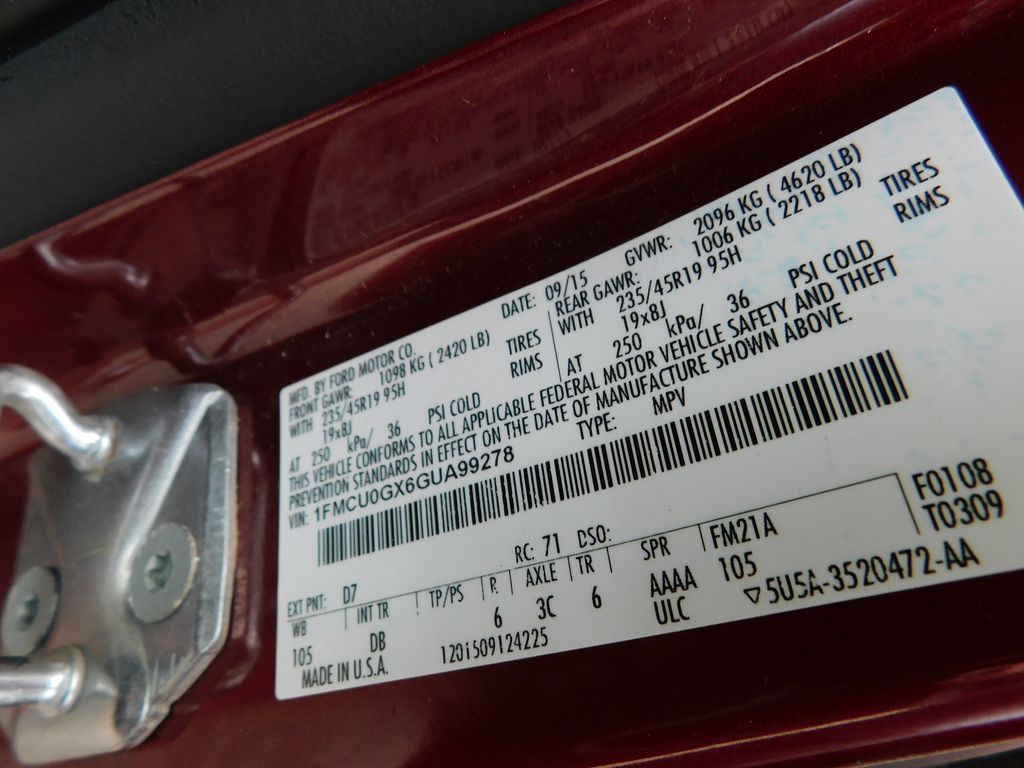 MFD. BY FORD MOTOR CO.
DATE: 09/15 GVWR: 2096 KG ( 4620 LB)
FRONT GAWR: 1098 KG ( 2420 LB) REAR GAWR: 1006 KG ( 2218 LB)
WITH 235/45R19 95H TIRES WITH 235/45R19 95H TIRES
19x8J RIMS 19x8J RIMS
AT 250 kPa/ 36 PSI COLD AT 250 kPa/ 36 PSI COLD
THIS VEHICLE CONFORMS TO ALL APPLICABLE FEDERAL MOTOR VEHICLE SAFETY AND THEFT
PREVENTION STANDARDS IN EFFECT ON THE DATE OF MANUFACTURE SHOWN ABOVE.
VIN: 1FMCU0GX6GUA99278 TYPE: MPV
F0108
T0309
EXT PNT: D7 RC: 71 DSO:
WB INT TR TP/PS R AXLE TR SPR FM21A
105 DB 6 3C 6 AAAA 105
ULC
MADE IN U.S.A. 1201509124225 ▽5U5A-3520472-AA